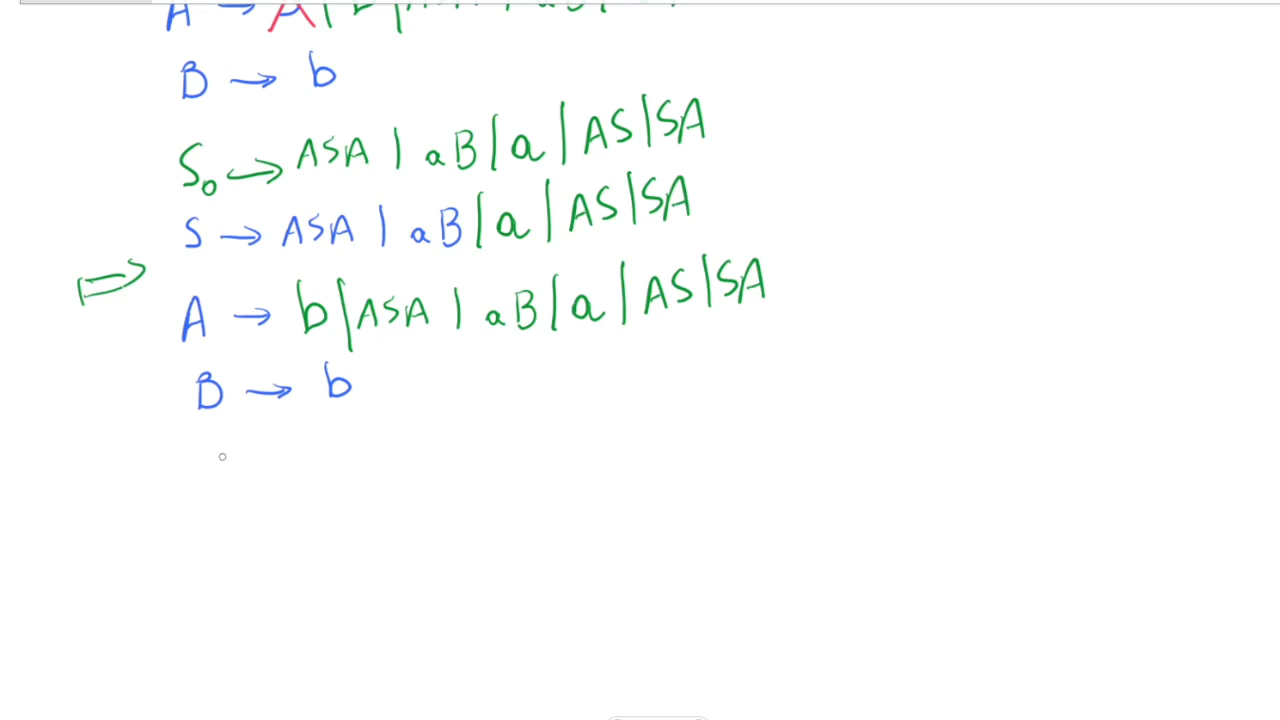 B → b
S₀ → ASA | aB | a | AS | SA
S → ASA | aB | a | AS | SA
A → b | ASA | aB | a | AS | SA
B → b